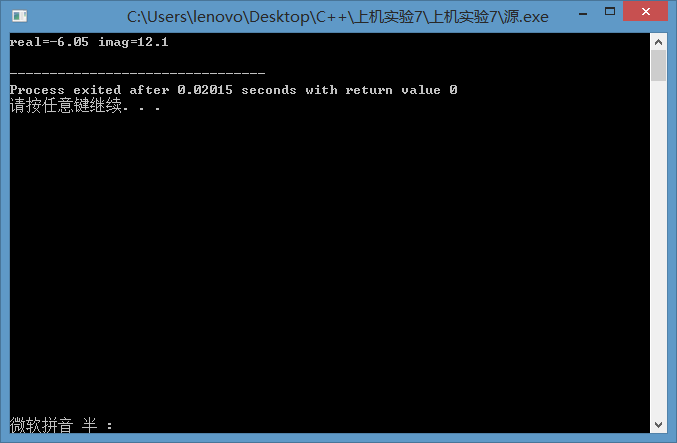 C:\Users\lenovo\Desktop\C++\上机实验7\上机实验7\源.exe
real=-6.05 imag=12.1
--------------------------------
Process exited after 0.02015 seconds with return value 0
请按任意键继续. . .
微软拼音 半 :